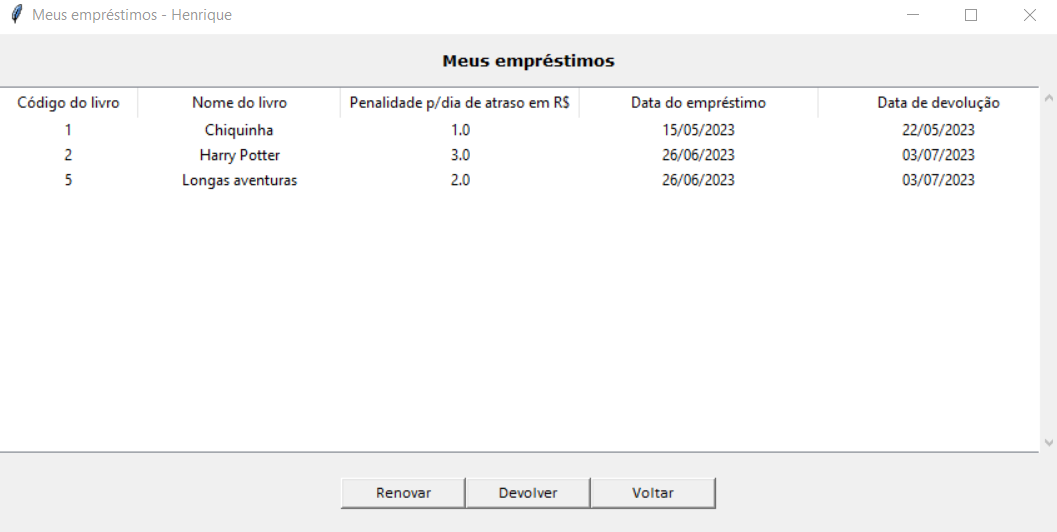 Meus empréstimos - Henrique
Meus empréstimos
Código do livro Nome do livro Penalidade p/dia de atraso em R$ Data do empréstimo Data de devolução
1 Chiquinha 1.0 15/05/2023 22/05/2023
2 Harry Potter 3.0 26/06/2023 03/07/2023
5 Longas aventuras 2.0 26/06/2023 03/07/2023
Renovar Devolver Voltar